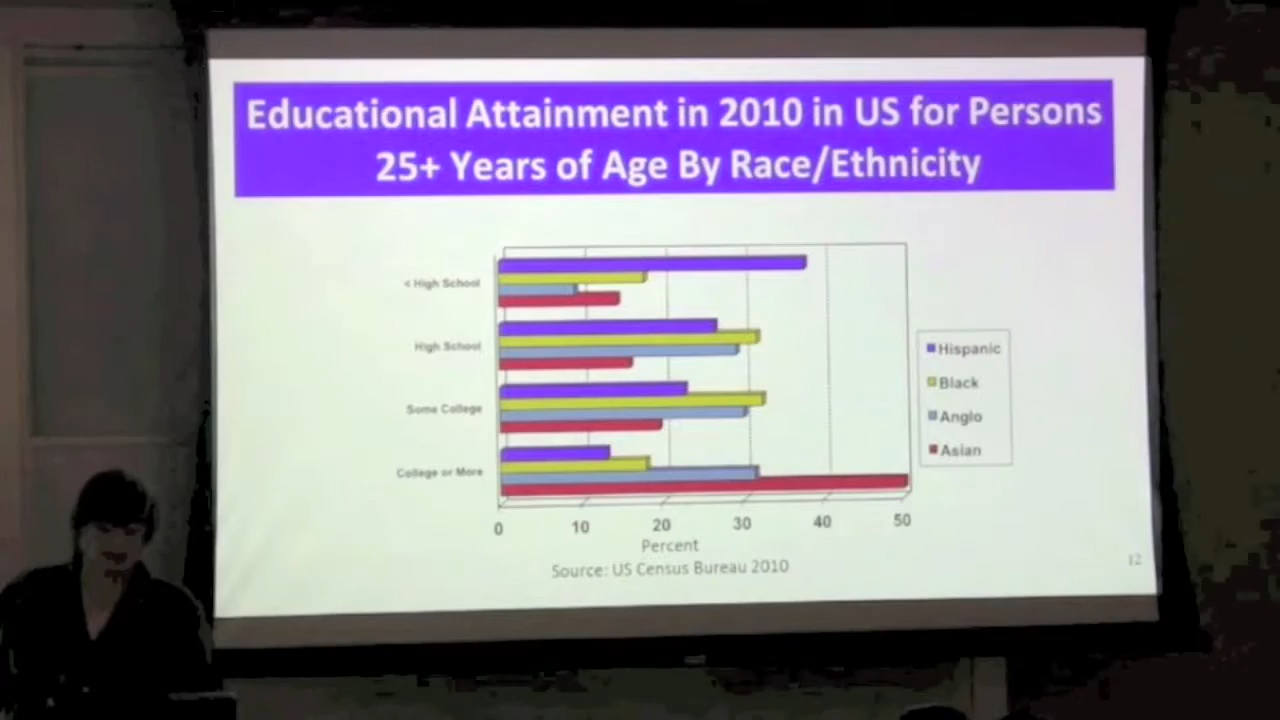 Educational Attainment in 2010 in US for Persons
25+ Years of Age By Race/Ethnicity
< High School
High School
Some College
College or More
Hispanic
Black
Anglo
Asian
0 10 20 30 40 50
Percent
Source: US Census Bureau 2010
12